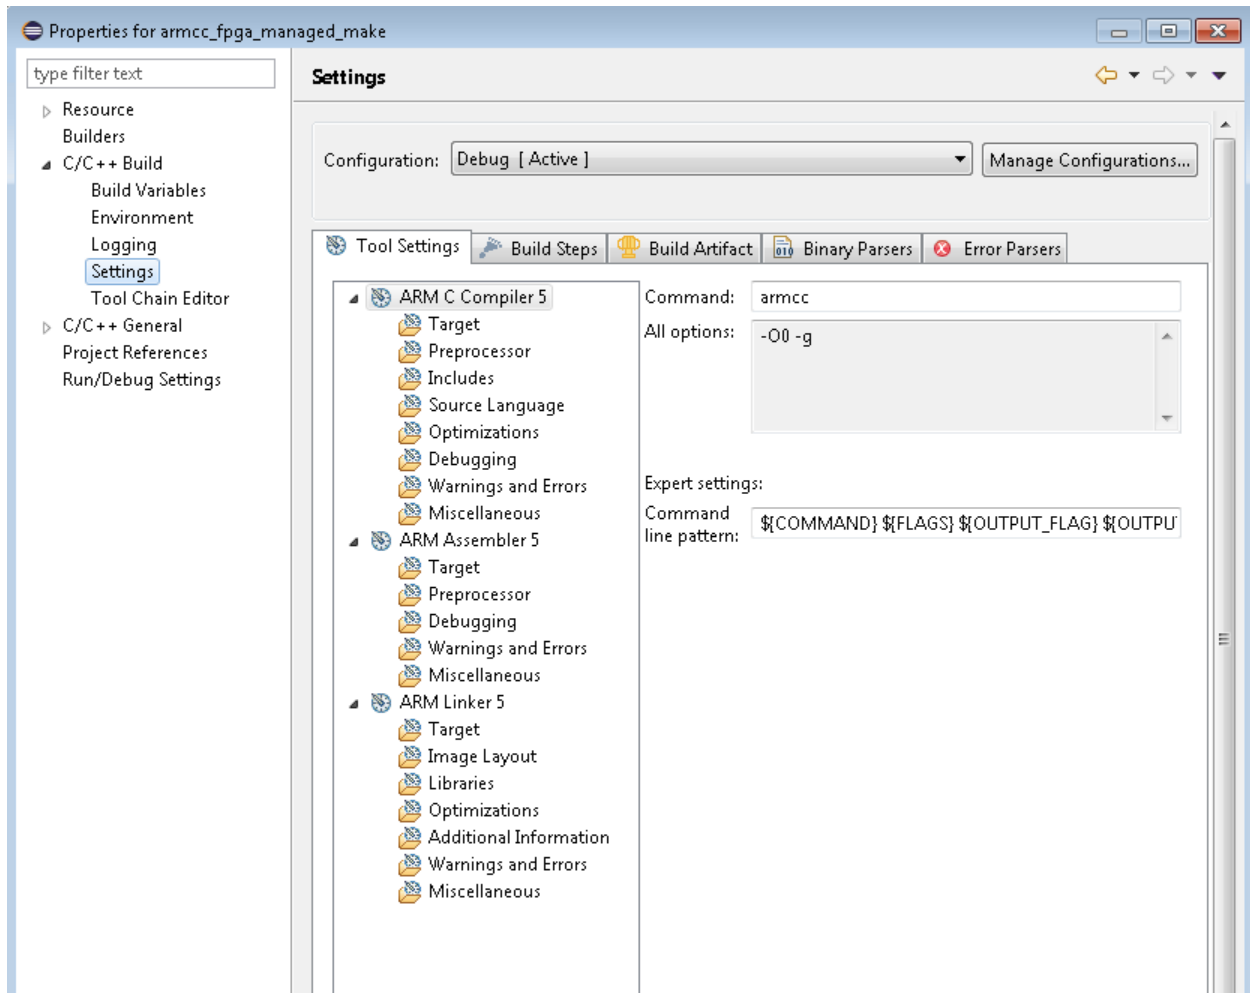 Properties for armcc_fpga_managed_make
type filter text
Resource
Builders
C/C++ Build
Build Variables
Environment
Logging
Settings
Tool Chain Editor
C/C++ General
Project References
Run/Debug Settings
Settings
Configuration: Debug [ Active ] Manage Configurations...
Tool Settings Build Steps Build Artifact 010 Binary Parsers Error Parsers
ARM C Compiler 5
Target
Preprocessor
Includes
Source Language
Optimizations
Debugging
Warnings and Errors
Miscellaneous
ARM Assembler 5
Target
Preprocessor
Debugging
Warnings and Errors
Miscellaneous
ARM Linker 5
Target
Image Layout
Libraries
Optimizations
Additional Information
Warnings and Errors
Miscellaneous
Command: armcc
All options: -O0 -g
Expert settings:
Command
line pattern: ${COMMAND} ${FLAGS} ${OUTPUT_FLAG} ${OUTPU